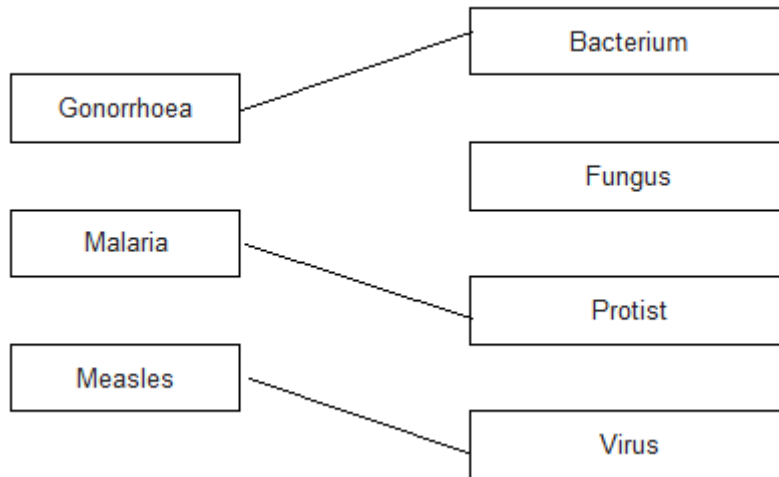 Bacterium
Gonorrhoea
Fungus
Malaria
Protist
Measles
Virus